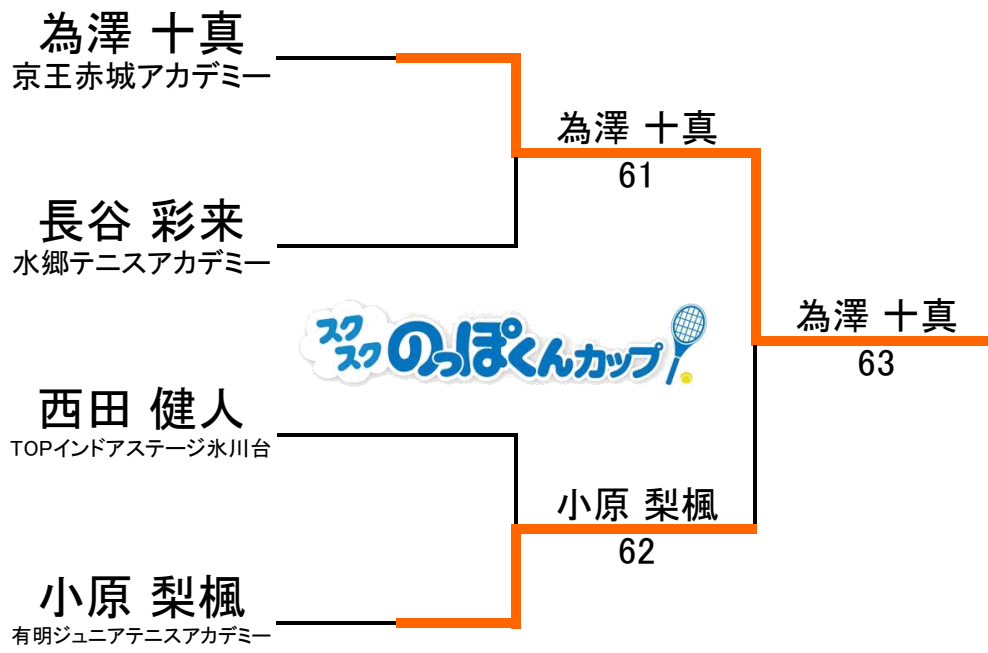 為澤 十真
京王赤城アカデミー
為澤 十真
61
長谷 彩来
水郷テニスアカデミー
スク
スク のっぽくんカップ
為澤 十真
63
西田 健人
TOPインドアステージ氷川台
小原 梨楓
62
小原 梨楓
有明ジュニアテニスアカデミー